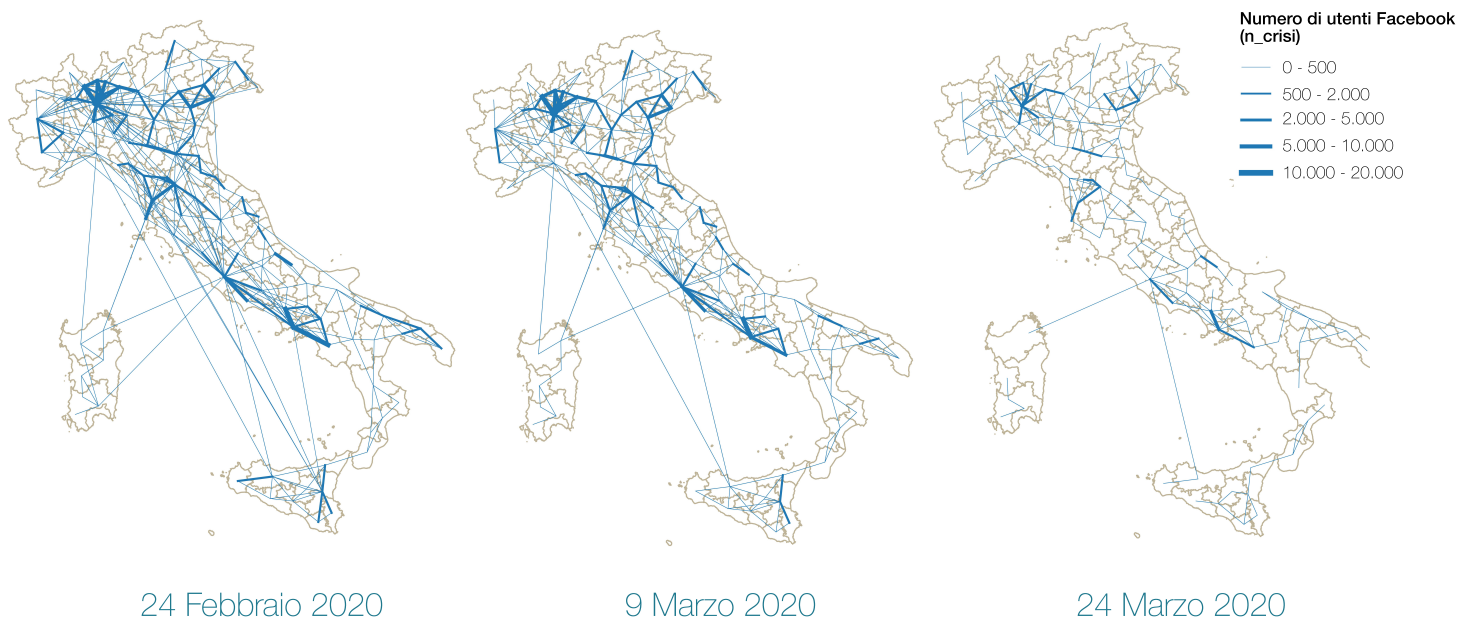 Numero di utenti Facebook
(n_crisi)
0 - 500
500 - 2.000
2.000 - 5.000
5.000 - 10.000
10.000 - 20.000
24 Febbraio 2020
9 Marzo 2020
24 Marzo 2020